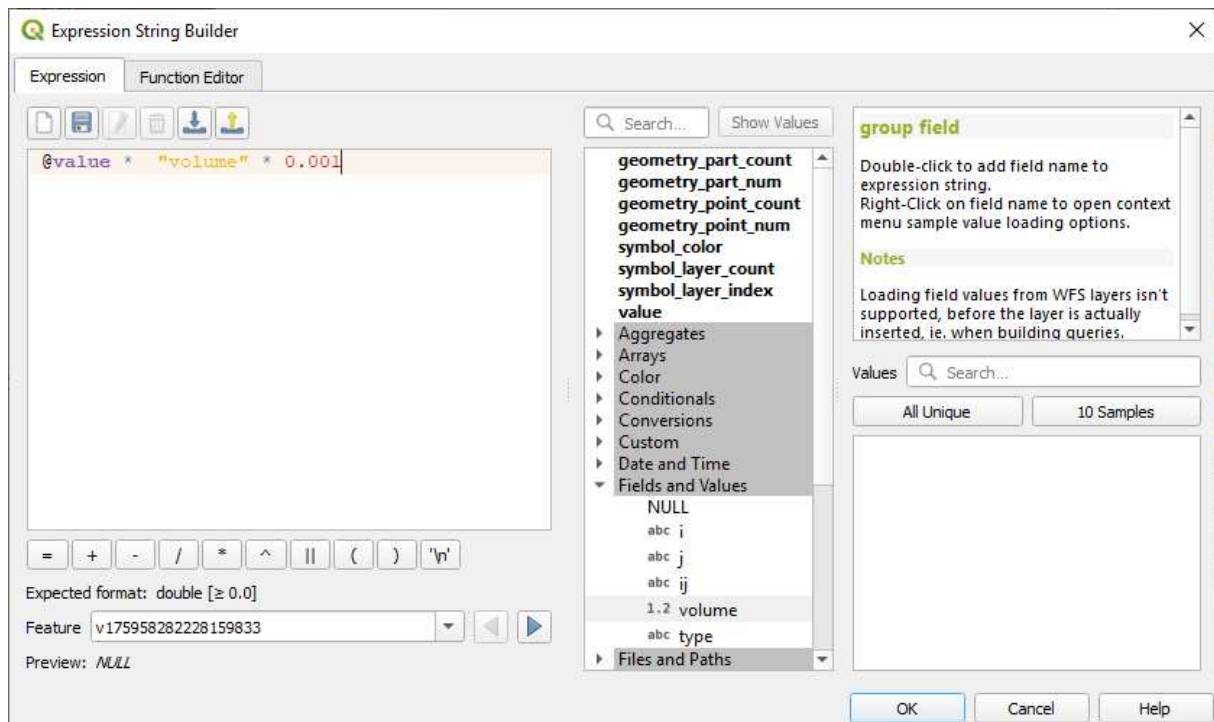 Expression String Builder
Expression
Function Editor
Search...
Show Values
@value * "volume" * 0.001
= + - / * ^ || ( ) '\n'
Expected format: double [≥ 0.0]
Feature v175958282228159833
Preview: NULL
geometry_part_count
geometry_part_num
geometry_point_count
geometry_point_num
symbol_color
symbol_layer_count
symbol_layer_index
value
Aggregates
Arrays
Color
Conditionals
Conversions
Custom
Date and Time
Fields and Values
NULL
abc i
abc j
abc ij
1.2 volume
abc type
Files and Paths
group field
Double-click to add field name to
expression string.
Right-Click on field name to open context
menu sample value loading options.
Notes
Loading field values from WFS layers isn't
supported, before the layer is actually
inserted, ie. when building queries.
Values Search...
All Unique
10 Samples
OK
Cancel
Help